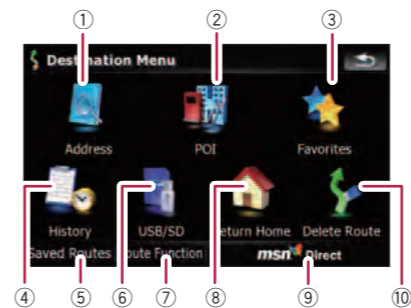 ① ② ③
Destination Menu
Address POI Favorites
History USB/SD eturn Home Delete Route
Saved Routes oute Function msn Direct
④ ⑤ ⑥ ⑦ ⑧ ⑨ ⑩